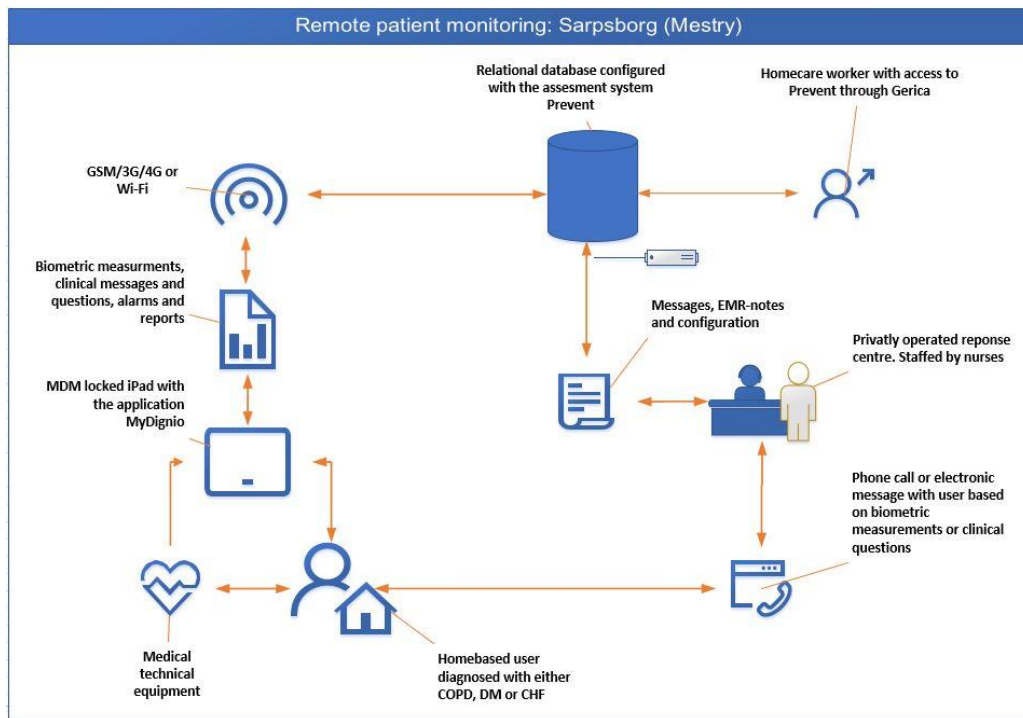 Remote patient monitoring: Sarpsborg (Mestry)
Relational database configured
with the assesment system
Prevent
Homecare worker with access to
Prevent through Gerica
GSM/3G/4G or
Wi-Fi
Biometric measurments,
clinical messages and
questions, alarms and
reports
Messages, EMR-notes
and configuration
Privatly operated reponse
centre. Staffed by nurses
MDM locked iPad with
the application
MyDignio
Phone call or electronic
message with user based
on biometric
measurements or clinical
questions
Medical
technical
equipment
Homebased user
diagnosed with either
COPD, DM or CHF